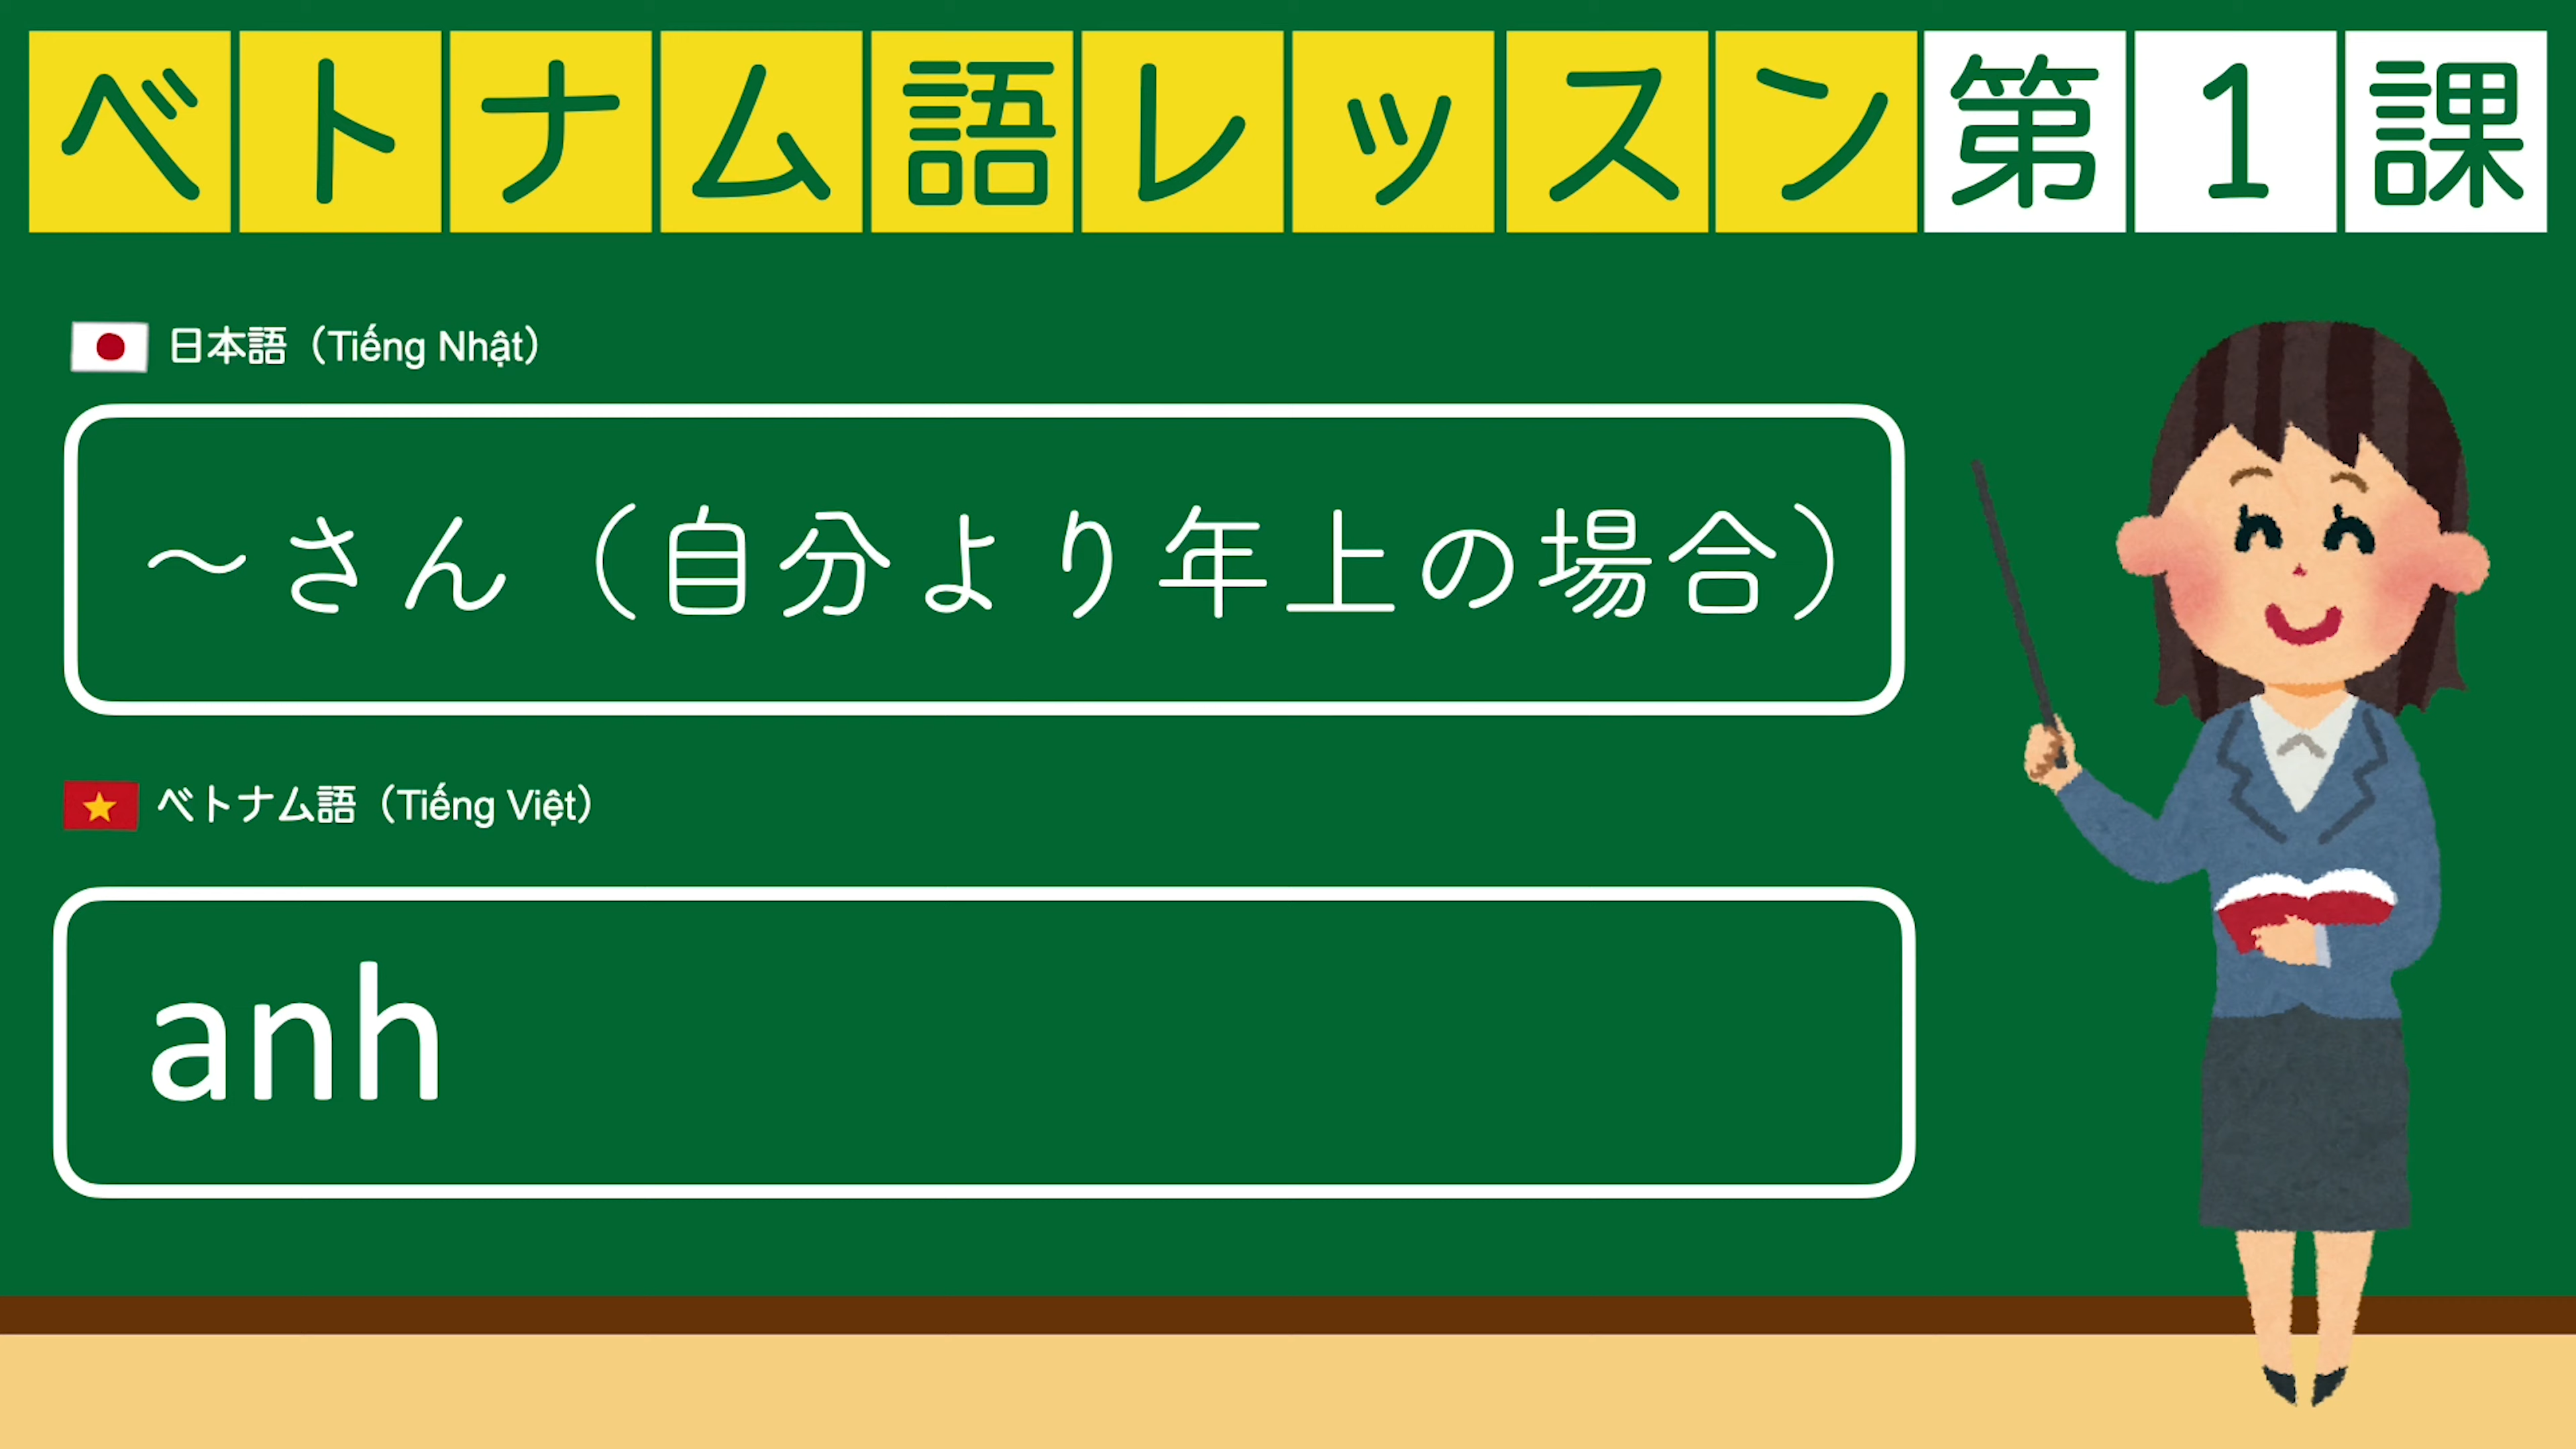 ベトナム語レッスン第1課
日本語（Tiếng Nhật）
～さん（自分より年上の場合）
ベトナム語（Tiếng Việt）
anh